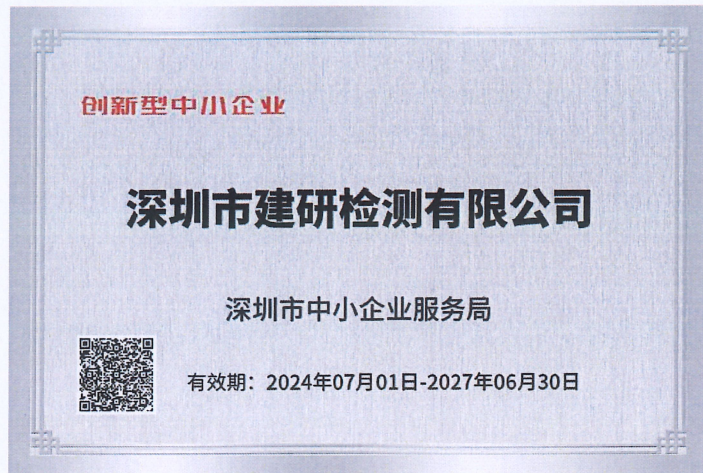 创新型中小企业
深圳市建研检测有限公司
深圳市中小企业服务局
有效期：2024年07月01日-2027年06月30日